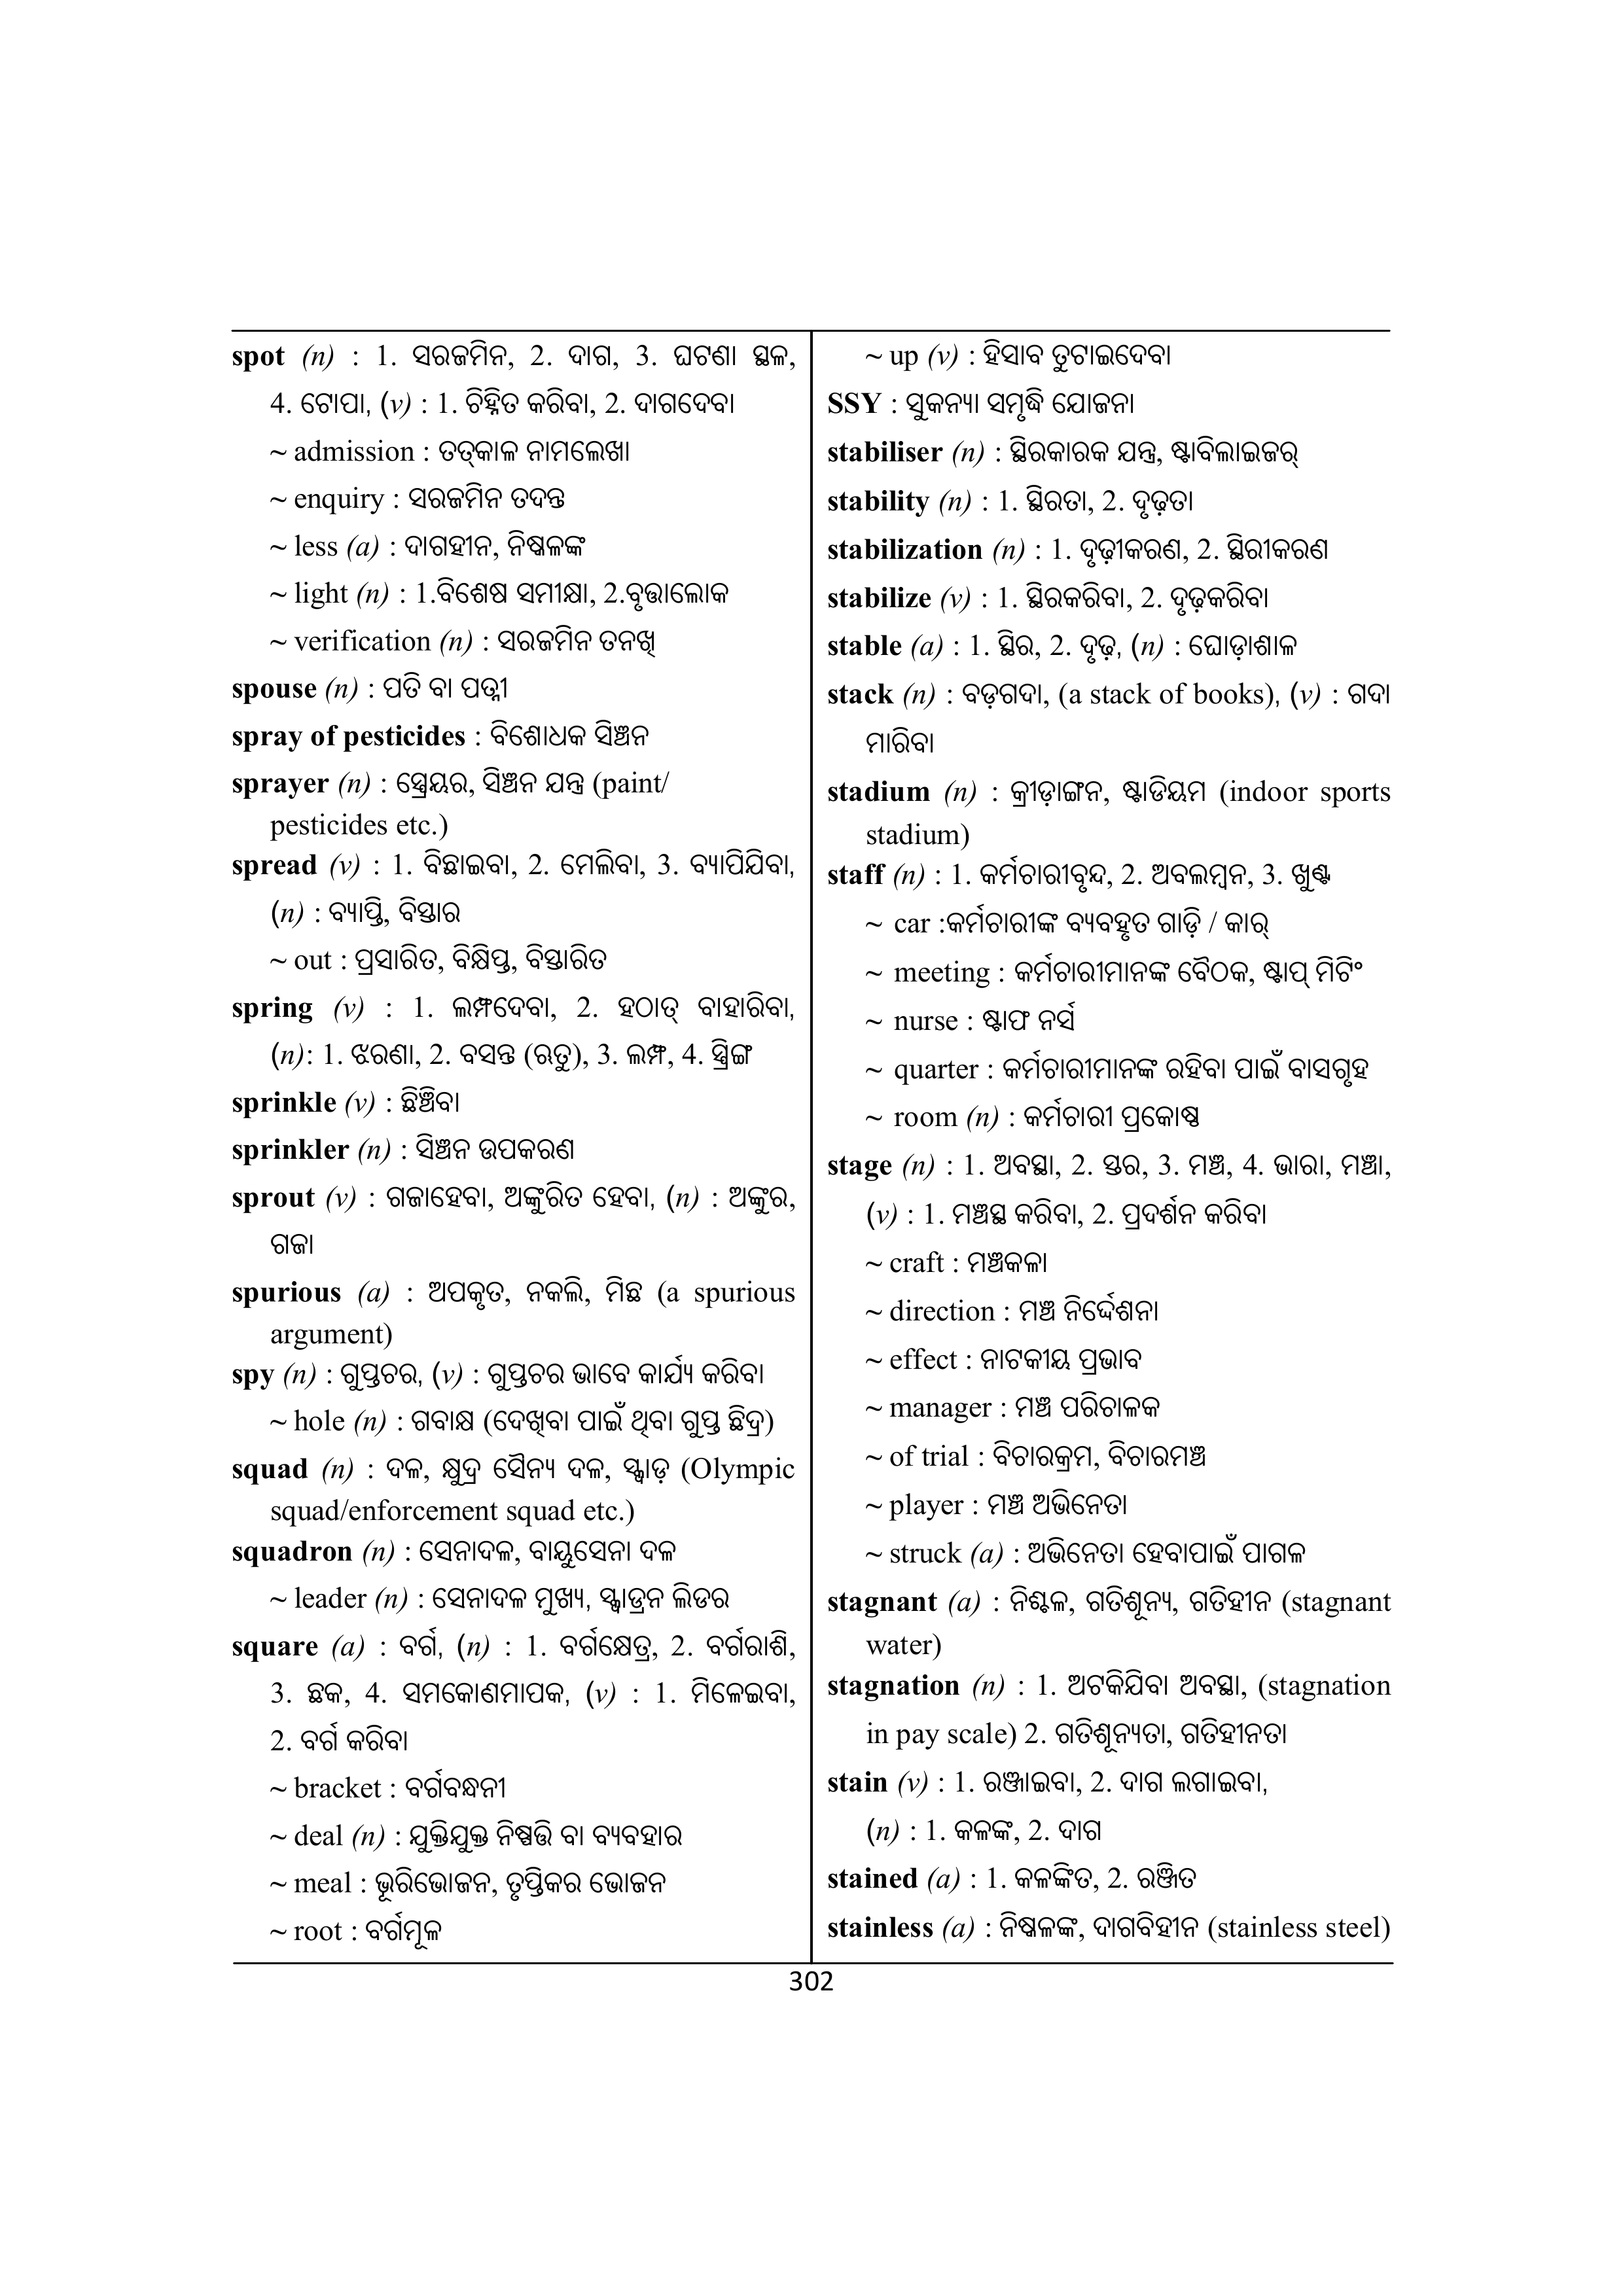 spot (n) : 1. ସରଜମିନ, 2. ଦାଗ, 3. ଘଟଣା ସ୍ଥଳ,
4. ଟୋପା, (v) : 1. ଚିହ୍ନିତ କରିବା, 2. ଦାଗଦେବା
~ admission : ତତ୍‌କାଳ ନାମଲେଖା
~ enquiry : ସରଜମିନ ତଦନ୍ତ
~ less (a) : ଦାଗହୀନ, ନିଷ୍କଳଙ୍କ
~ light (n) : 1.ବିଶେଷ ସମୀକ୍ଷା, 2.ବୃତ୍ତାଲୋକ
~ verification (n) : ସରଜମିନ ତନଖି
spouse (n) : ପତି ବା ପତ୍ନୀ
spray of pesticides : ବିଶୋଧକ ସିଞ୍ଚନ
sprayer (n) : ସ୍ପ୍ରେୟର, ସିଞ୍ଚନ ଯନ୍ତ୍ର (paint/
pesticides etc.)
spread (v) : 1. ବିଛାଇବା, 2. ମେଲିବା, 3. ବ୍ୟାପିଯିବା,
(n) : ବ୍ୟାପ୍ତି, ବିସ୍ତାର
~ out : ପ୍ରସାରିତ, ବିକ୍ଷିପ୍ତ, ବିସ୍ତାରିତ
spring (v) : 1. ଲମ୍ଫଦେବା, 2. ହଠାତ୍ ବାହାରିବା,
(n): 1. ଝରଣା, 2. ବସନ୍ତ (ଋତୁ), 3. ଲମ୍ଫ, 4. ସ୍ପ୍ରିଙ୍ଗ
sprinkle (v) : ଛିଞ୍ଚିବା
sprinkler (n) : ସିଞ୍ଚନ ଉପକରଣ
sprout (v) : ଗଜାହେବା, ଅଙ୍କୁରିତ ହେବା, (n) : ଅଙ୍କୁର,
ଗଜା
spurious (a) : ଅପକୃତ, ନକଲି, ମିଛ (a spurious
argument)
spy (n) : ଗୁପ୍ତଚର, (v) : ଗୁପ୍ତଚର ଭାବେ କାର୍ଯ୍ୟ କରିବା
~ hole (n) : ଗବାକ୍ଷ (ଦେଖିବା ପାଇଁ ଥିବା ଗୁପ୍ତ ଛିଦ୍ର)
squad (n) : ଦଳ, କ୍ଷୁଦ୍ର ସୈନ୍ୟ ଦଳ, ସ୍କ୍ୱାଡ଼ (Olympic
squad/enforcement squad etc.)
squadron (n) : ସେନାଦଳ, ବାୟୁସେନା ଦଳ
~ leader (n) : ସେନାଦଳ ମୁଖ୍ୟ, ସ୍କ୍ୱାଡ୍ରନ ଲିଡର
square (a) : ବର୍ଗ, (n) : 1. ବର୍ଗକ୍ଷେତ୍ର, 2. ବର୍ଗରାଶି,
3. ଛକ, 4. ସମକୋଣମାପକ, (v) : 1. ମିଳେଇବା,
2. ବର୍ଗ କରିବା
~ bracket : ବର୍ଗବନ୍ଧନୀ
~ deal (n) : ଯୁକ୍ତିଯୁକ୍ତ ନିଷ୍ପତ୍ତି ବା ବ୍ୟବହାର
~ meal : ଭୂରିଭୋଜନ, ତୃପ୍ତିକର ଭୋଜନ
~ root : ବର୍ଗମୂଳ
~ up (v) : ହିସାବ ତୁଟାଇଦେବା
SSY : ସୁକନ୍ୟା ସମୃଦ୍ଧି ଯୋଜନା
stabiliser (n) : ସ୍ଥିରକାରକ ଯନ୍ତ୍ର, ଷ୍ଟାବିଲାଇଜର୍
stability (n) : 1. ସ୍ଥିରତା, 2. ଦୃଢ଼ତା
stabilization (n) : 1. ଦୃଢ଼ୀକରଣ, 2. ସ୍ଥିରୀକରଣ
stabilize (v) : 1. ସ୍ଥିରକରିବା, 2. ଦୃଢ଼କରିବା
stable (a) : 1. ସ୍ଥିର, 2. ଦୃଢ଼, (n) : ଘୋଡ଼ାଶାଳ
stack (n) : ବଡ଼ଗଦା, (a stack of books), (v) : ଗଦା
ମାରିବା
stadium (n) : କ୍ରୀଡ଼ାଙ୍ଗନ, ଷ୍ଟାଡିୟମ (indoor sports
stadium)
staff (n) : 1. କର୍ମଚାରୀବୃନ୍ଦ, 2. ଅବଲମ୍ବନ, 3. ଖୁଣ୍ଟ
~ car :କର୍ମଚାରୀଙ୍କ ବ୍ୟବହୃତ ଗାଡ଼ି / କାର୍
~ meeting : କର୍ମଚାରୀମାନଙ୍କ ବୈଠକ, ଷ୍ଟାପ୍ ମିଟିଂ
~ nurse : ଷ୍ଟାଫ ନର୍ସ
~ quarter : କର୍ମଚାରୀମାନଙ୍କ ରହିବା ପାଇଁ ବାସଗୃହ
~ room (n) : କର୍ମଚାରୀ ପ୍ରକୋଷ୍ଠ
stage (n) : 1. ଅବସ୍ଥା, 2. ସ୍ତର, 3. ମଞ୍ଚ, 4. ଭାରା, ମଞ୍ଚା,
(v) : 1. ମଞ୍ଚସ୍ଥ କରିବା, 2. ପ୍ରଦର୍ଶନ କରିବା
~ craft : ମଞ୍ଚକଳା
~ direction : ମଞ୍ଚ ନିର୍ଦ୍ଦେଶନା
~ effect : ନାଟକୀୟ ପ୍ରଭାବ
~ manager : ମଞ୍ଚ ପରିଚାଳକ
~ of trial : ବିଚାରକ୍ରମ, ବିଚାରମଞ୍ଚ
~ player : ମଞ୍ଚ ଅଭିନେତା
~ struck (a) : ଅଭିନେତା ହେବାପାଇଁ ପାଗଳ
stagnant (a) : ନିଶ୍ଚଳ, ଗତିଶୂନ୍ୟ, ଗତିହୀନ (stagnant
water)
stagnation (n) : 1. ଅଟକିଯିବା ଅବସ୍ଥା, (stagnation
in pay scale) 2. ଗତିଶୂନ୍ୟତା, ଗତିହୀନତା
stain (v) : 1. ରଞ୍ଜାଇବା, 2. ଦାଗ ଲଗାଇବା,
(n) : 1. କଳଙ୍କ, 2. ଦାଗ
stained (a) : 1. କଳଙ୍କିତ, 2. ରଞ୍ଜିତ
stainless (a) : ନିଷ୍କଳଙ୍କ, ଦାଗବିହୀନ (stainless steel)
302